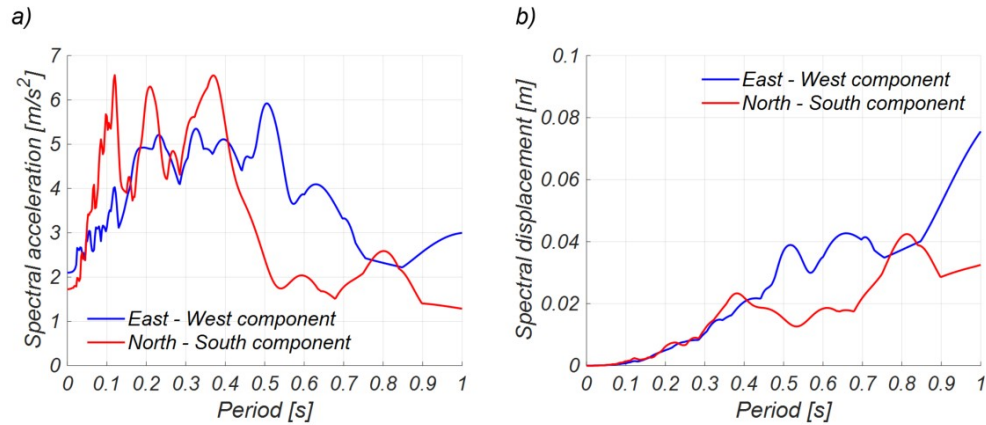 a)
Spectral acceleration [m/s²]
7
6
5
4
3
2
1
0
East - West component
North - South component
0 0.1 0.2 0.3 0.4 0.5 0.6 0.7 0.8 0.9 1
Period [s]
b)
Spectral displacement [m]
0.1
0.08
0.06
0.04
0.02
0
East - West component
North - South component
0 0.1 0.2 0.3 0.4 0.5 0.6 0.7 0.8 0.9 1
Period [s]